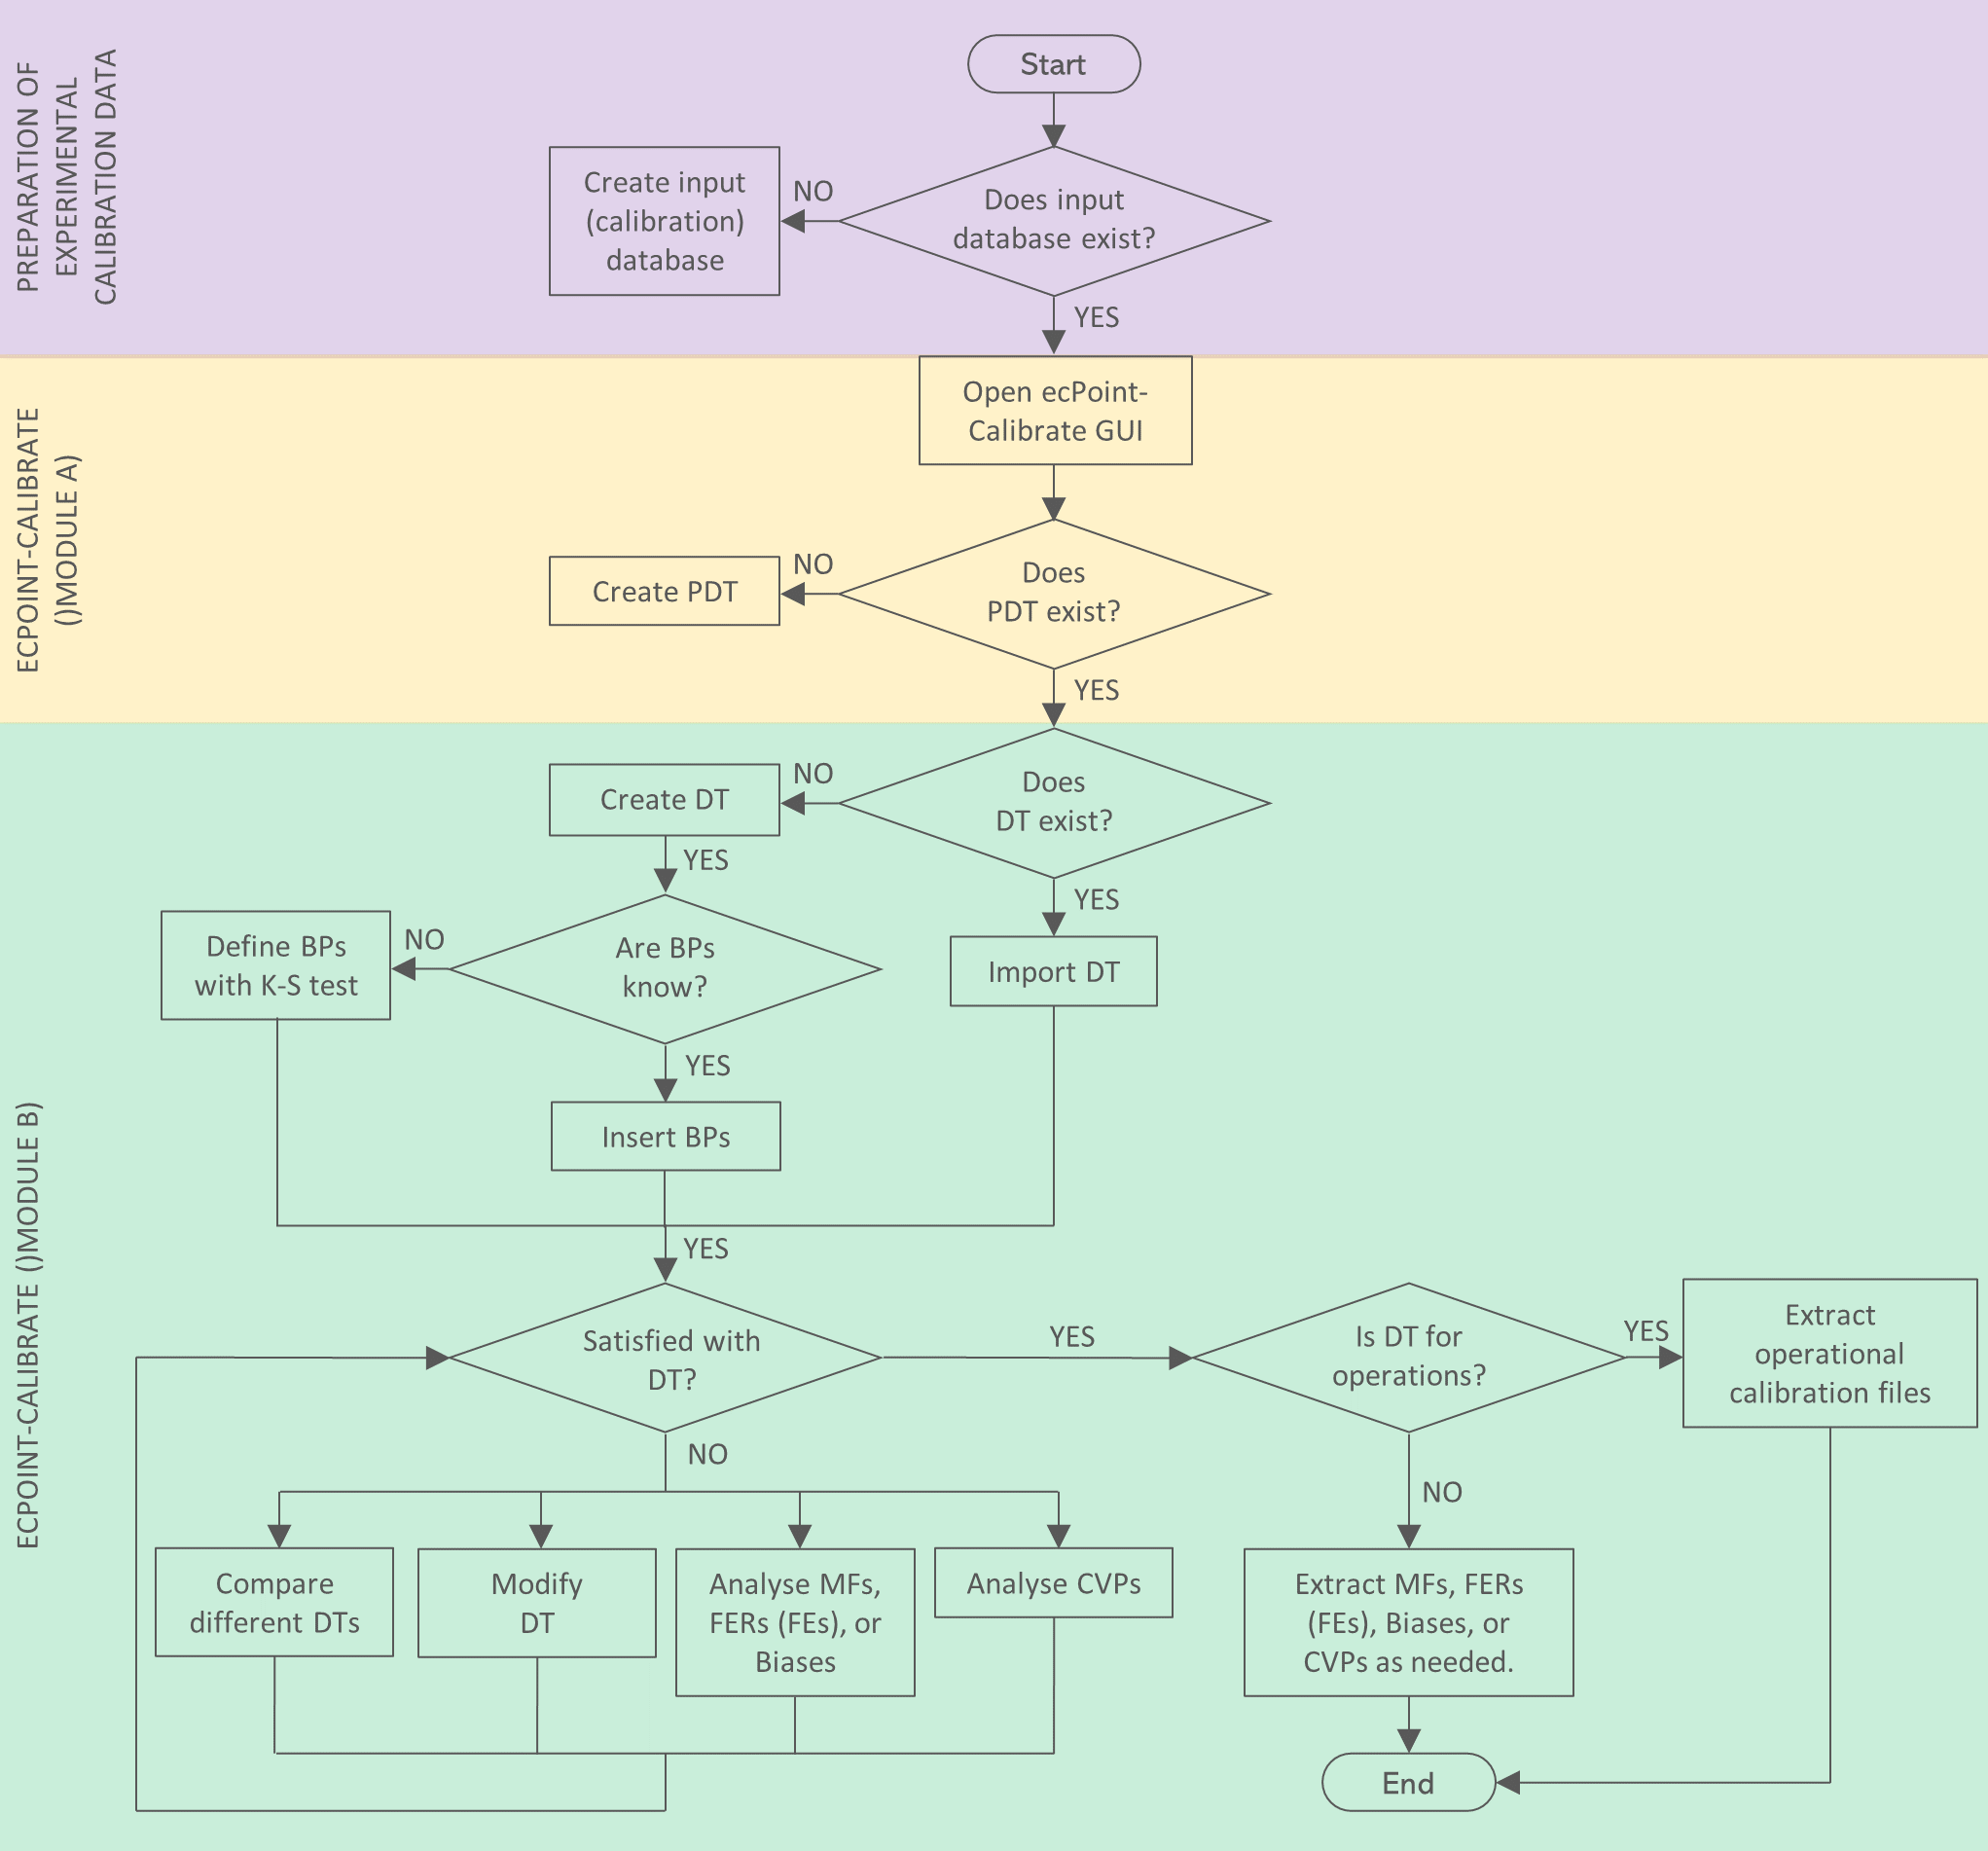 PREPARATION OF
EXPERIMENTAL
CALIBRATION DATA
Start
Does input
database exist?
NO
Create input
(calibration)
database
YES
ECPOINT-CALIBRATE
()MODULE A)
Open ecPoint-
Calibrate GUI
Does
PDT exist?
NO
Create PDT
YES
ECPOINT-CALIBRATE ()MODULE B)
Does
DT exist?
NO
Create DT
YES
YES
Are BPs
know?
NO
Define BPs
with K-S test
Import DT
YES
Insert BPs
YES
Satisfied with
DT?
YES
Is DT for
operations?
YES
Extract
operational
calibration files
NO
NO
Compare
different DTs
Modify
DT
Analyse MFs,
FERs (FEs), or
Biases
Analyse CVPs
Extract MFs, FERs
(FEs), Biases, or
CVPs as needed.
End